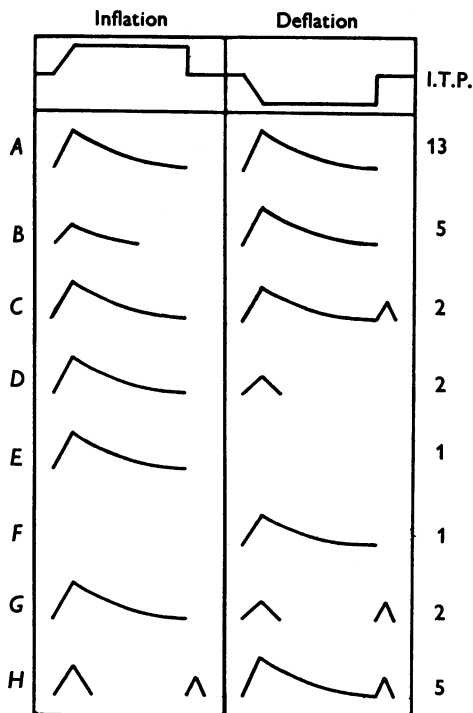 Inflation Deflation
I.T.P.
A 13
B 5
C 2
D 2
E 1
F 1
G 2
H 5